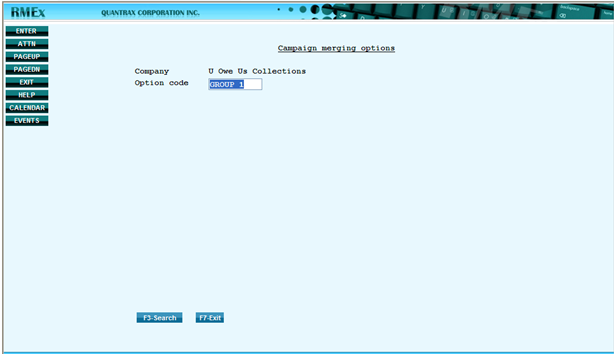 RMEx QUANTRAX CORPORATION INC.
ENTER
ATTN
PAGEUP
PAGEDN
EXIT
HELP
CALENDAR
EVENTS
Campaign merging options
Company U Owe Us Collections
Option code GROUP 1
F3-Search F7-Exit